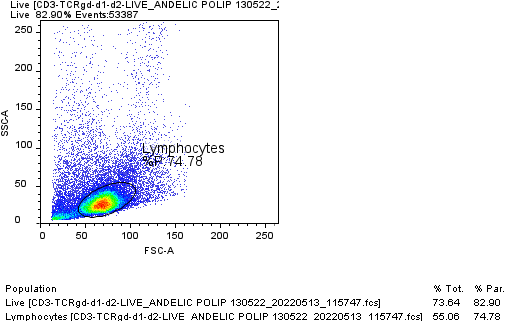 Live [CD3-TCRgd-d1-d2-LIVE_ANDELIC POLIP 130522_2
Live 82.90% Events:53387
250
200
150
100
50
0
SSC-A
Lymphocytes
%P 74.78
0 50 100 150 200 250
FSC-A
Population % Tot. % Par.
Live [CD3-TCRgd-d1-d2-LIVE_ANDELIC POLIP 130522_20220513_115747.fcs] 73.64 82.90
Lymphocytes [CD3-TCRgd-d1-d2-LIVE_ANDELIC POLIP 130522_20220513_115747.fcs] 55.06 74.78